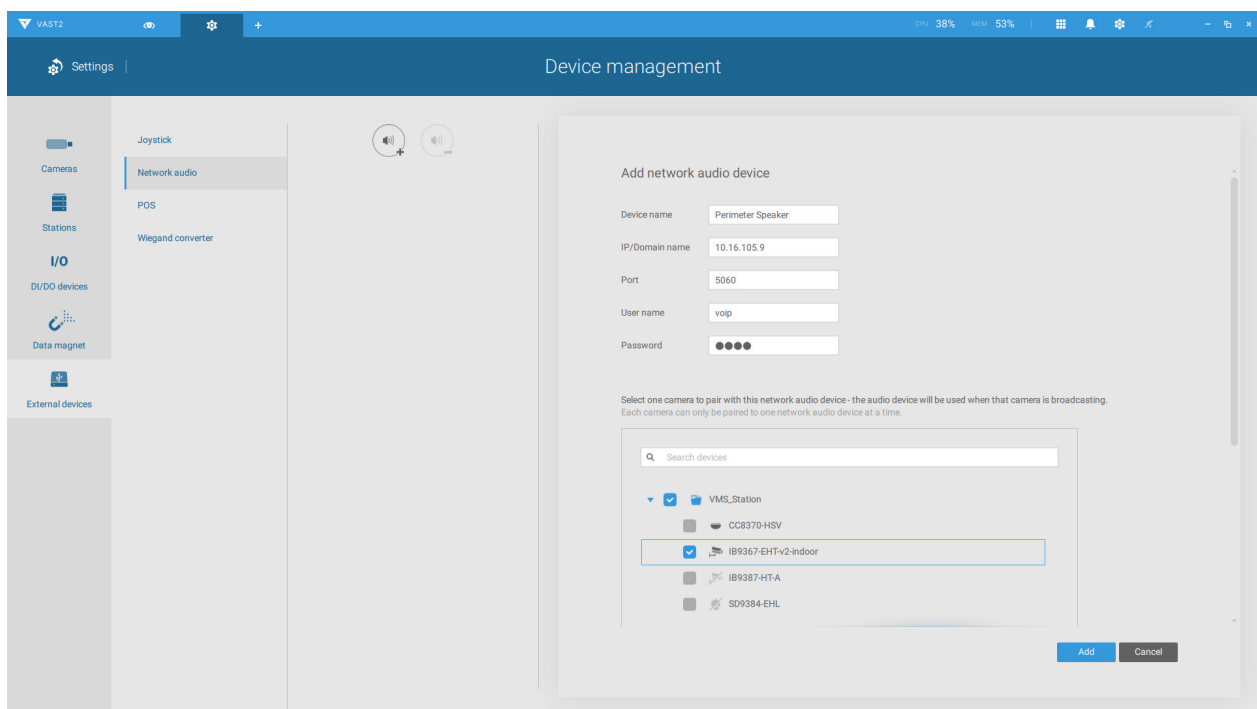 VAST2
+
CPU 38% MEM 53%
Settings
Device management
Cameras
Stations
I/O
DI/DO devices
Data magnet
External devices
Joystick
Network audio
POS
Wiegand converter
Add network audio device
Device name Perimeter Speaker
IP/Domain name 10.16.105.9
Port 5060
User name voip
Password ●●●●
Select one camera to pair with this network audio device - the audio device will be used when that camera is broadcasting.
Each camera can only be paired to one network audio device at a time.
Search devices
VMS_Station
CC8370-HSV
IB9367-EHT-v2-indoor
IB9387-HT-A
SD9384-EHL
Add Cancel